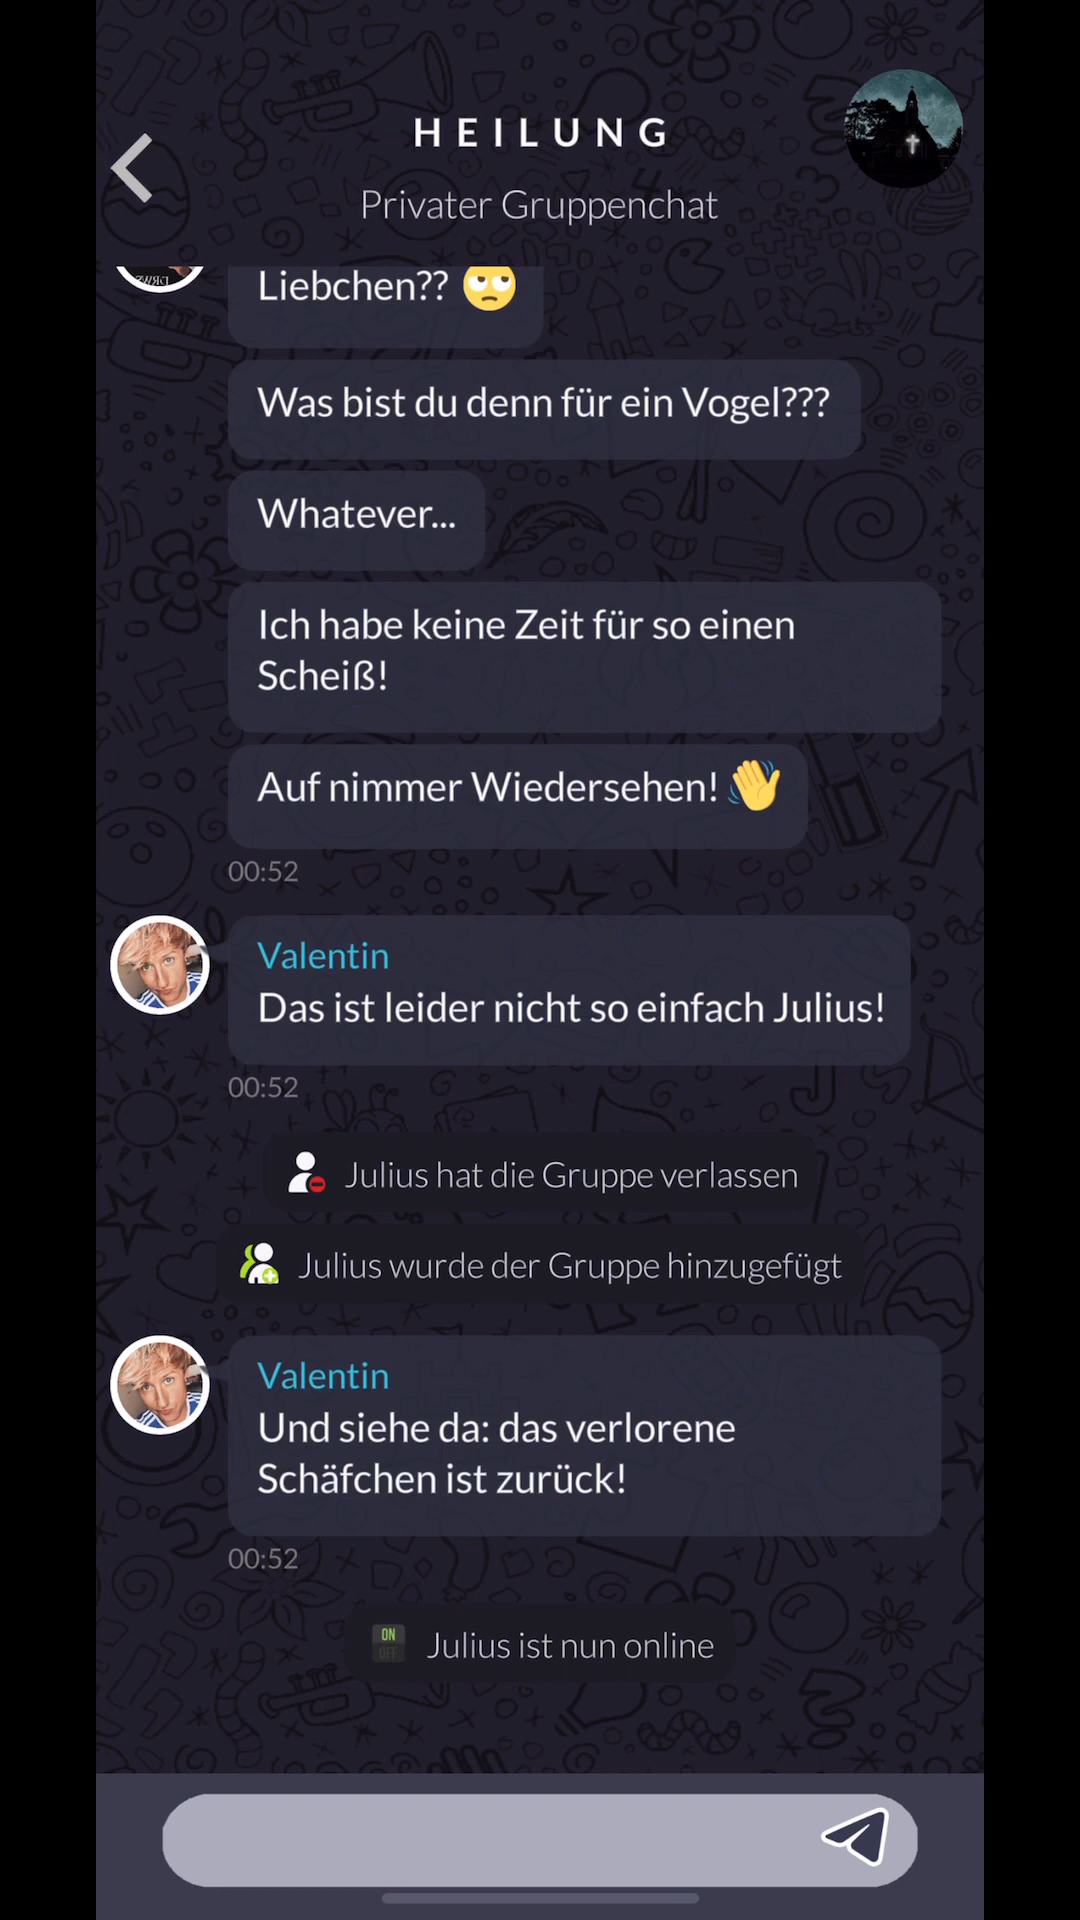 HEILUNG
Privater Gruppenchat
Liebchen?? 🙄
Was bist du denn für ein Vogel???
Whatever...
Ich habe keine Zeit für so einen
Scheiß!
Auf nimmer Wiedersehen! 👋
00:52
Valentin
Das ist leider nicht so einfach Julius!
00:52
Julius hat die Gruppe verlassen
Julius wurde der Gruppe hinzugefügt
Valentin
Und siehe da: das verlorene
Schäfchen ist zurück!
00:52
ON
OFF
Julius ist nun online